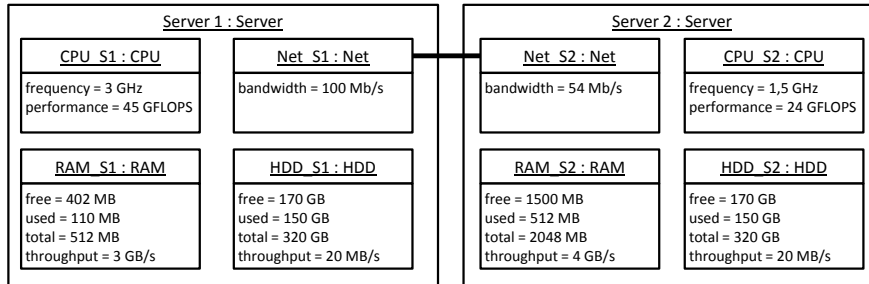 Server 1 : Server
CPU_S1 : CPU
frequency = 3 GHz
performance = 45 GFLOPS
Net_S1 : Net
bandwidth = 100 Mb/s
RAM_S1 : RAM
free = 402 MB
used = 110 MB
total = 512 MB
throughput = 3 GB/s
HDD_S1 : HDD
free = 170 GB
used = 150 GB
total = 320 GB
throughput = 20 MB/s
Server 2 : Server
Net_S2 : Net
bandwidth = 54 Mb/s
CPU_S2 : CPU
frequency = 1,5 GHz
performance = 24 GFLOPS
RAM_S2 : RAM
free = 1500 MB
used = 512 MB
total = 2048 MB
throughput = 4 GB/s
HDD_S2 : HDD
free = 170 GB
used = 150 GB
total = 320 GB
throughput = 20 MB/s